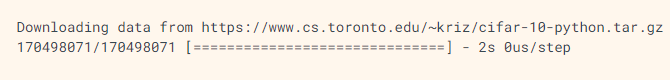 Downloading data from https://www.cs.toronto.edu/~kriz/cifar-10-python.tar.gz
170498071/170498071 [==============================] - 2s 0us/step